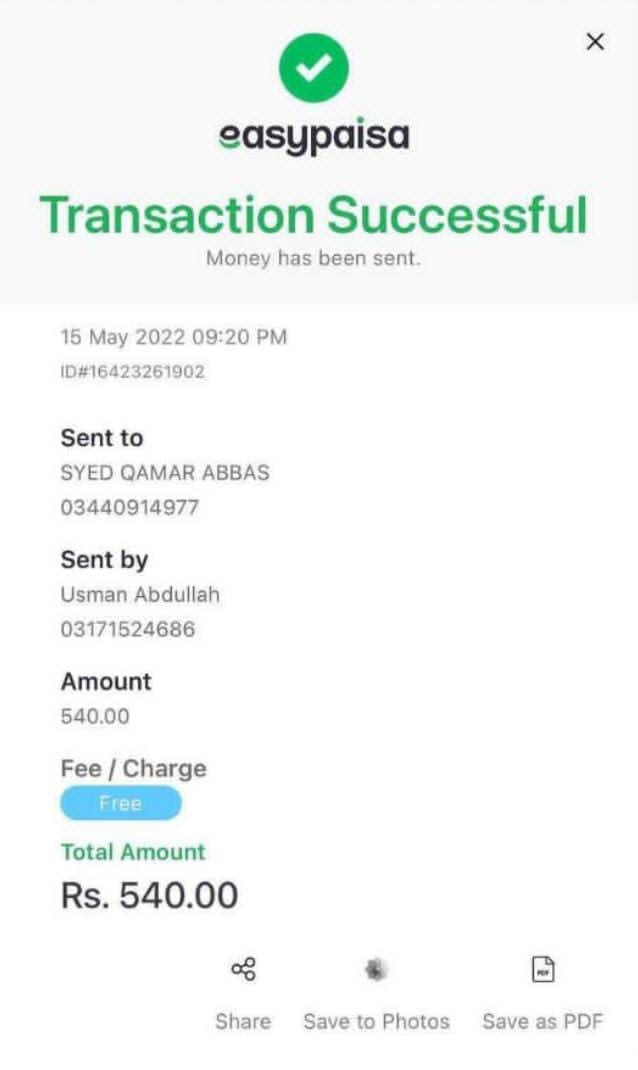 easypaisa
Transaction Successful
Money has been sent.
15 May 2022 09:20 PM
ID#16423261902
Sent to
SYED QAMAR ABBAS
03440914977
Sent by
Usman Abdullah
03171524686
Amount
540.00
Fee / Charge
Free
Total Amount
Rs. 540.00
PDF
Share Save to Photos Save as PDF